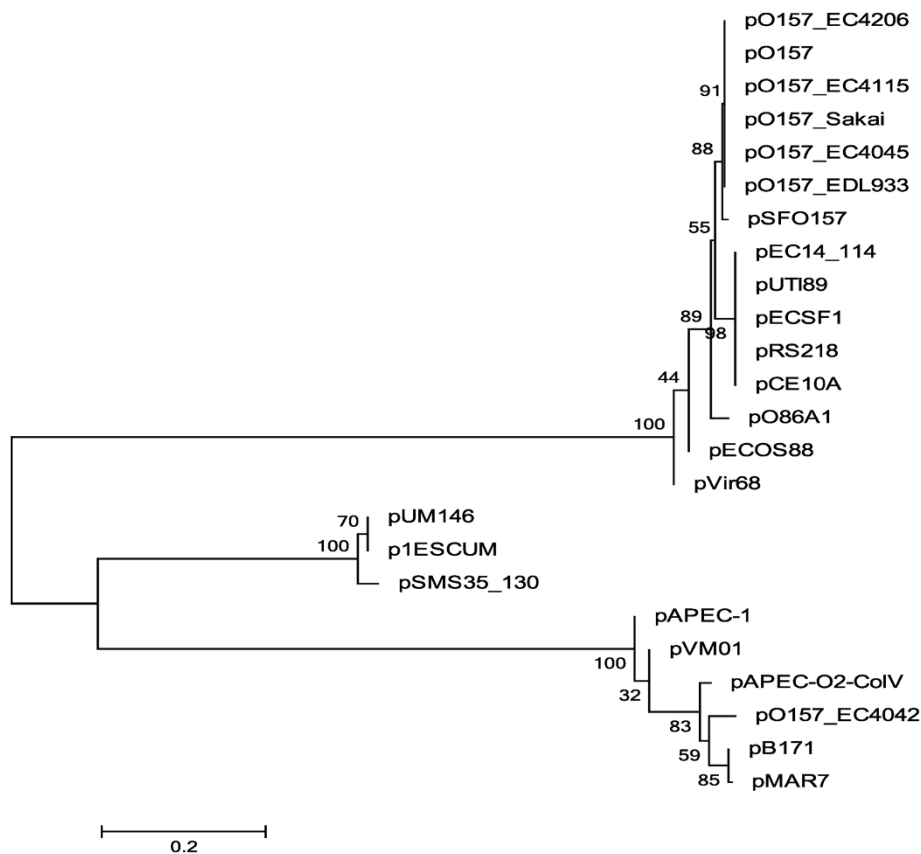 pO157_EC4206
pO157
91 pO157_EC4115
pO157_Sakai
88 pO157_EC4045
pO157_EDL933
pSFO157
55
pEC14_114
pUTI89
89 98 pECSF1
pRS218
44 pCE10A
pO86A1
100
pECOS88
pVir68
70 pUM146
100 p1ESCUM
pSMS35_130
pAPEC-1
100 pVM01
32 pAPEC-O2-ColV
83 pO157_EC4042
59 pB171
85 pMAR7
0.2